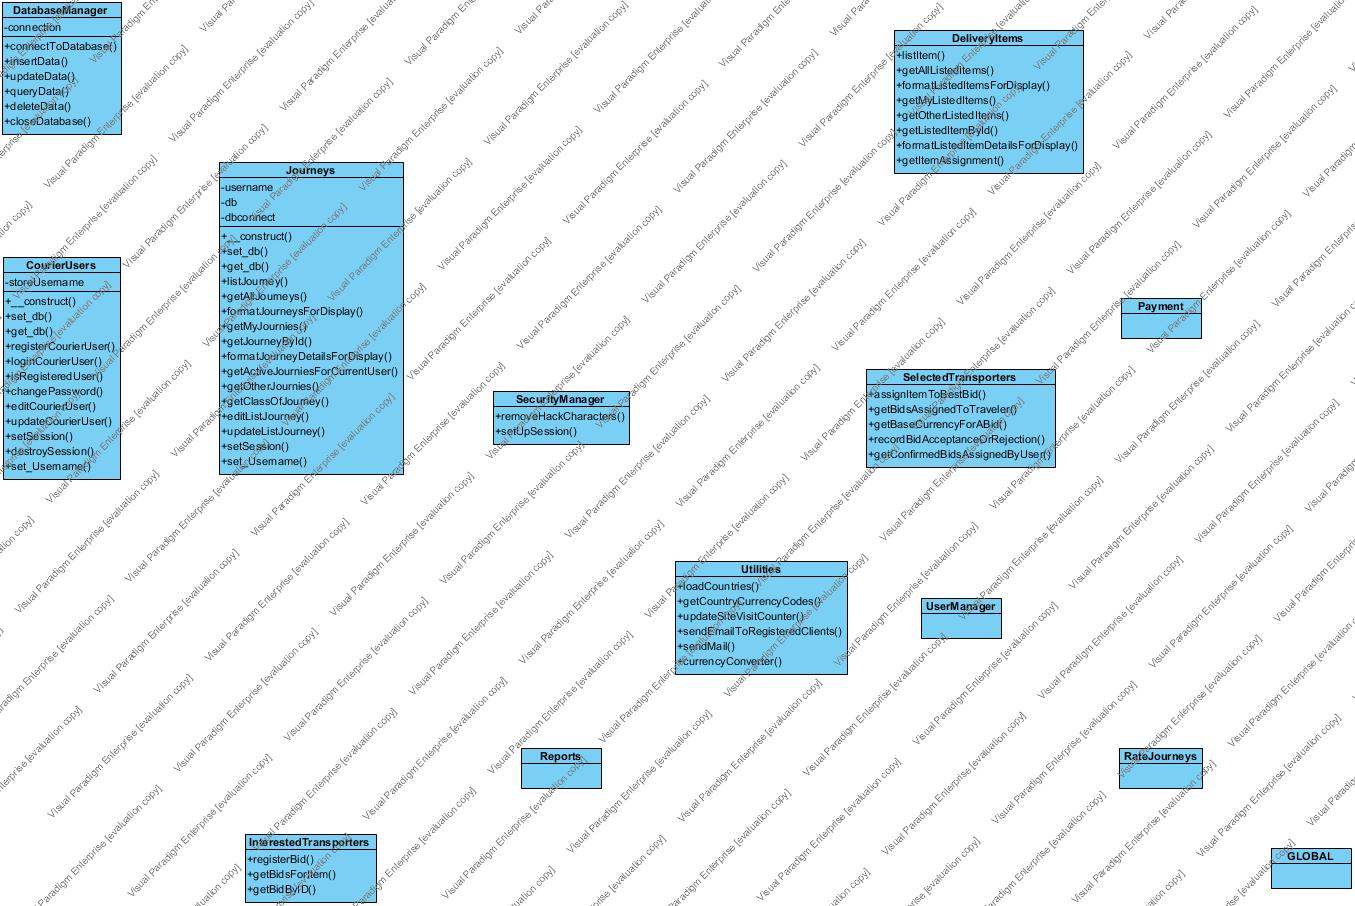 DatabaseManager
-connection
+connectToDatabase()
+insertData()
+updateData()
+queryData()
+deleteData()
+closeDatabase()
DeliveryItems
+listItem()
+getAllListedItems()
+formatListedItemsForDisplay()
+getMyListedItems()
+getOtherListedItems()
+getListedItemById()
+formatListedItemDetailsForDisplay()
+getItemAssignment()
Journeys
-username
-db
-dbconnect
+__construct()
+set_db()
+get_db()
+listJourney()
+getAllJourneys()
+formatJourneysForDisplay()
+getMyJournies()
+getJourneyById()
+formatJourneyDetailsForDisplay()
+getActiveJourniesForCurrentUser()
+getOtherJournies()
+getClassOfJourney()
+editListJourney()
+updateListJourney()
+setSession()
+set_Username()
CourierUsers
-storeUsername
+__construct()
+set_db()
+get_db()
+registerCourierUser()
+loginCourierUser()
+isRegisteredUser()
+changePassword()
+editCourierUser()
+updateCourierUser()
+setSession()
+destroySession()
+set_Username()
Payment
SecurityManager
+removeHackCharacters()
+setUpSession()
SelectedTransporters
+assignItemToBestBid()
+getBidsAssignedToTraveler()
+getBaseCurrencyForABid()
+recordBidAcceptanceOrRejection()
+getConfirmedBidsAssignedByUser()
Utilities
+loadCountries()
+getCountryCurrencyCodes()
+updateSiteVisitCounter()
+sendEmailToRegisteredClients()
+sendMail()
+currencyConverter()
UserManager
Reports
RateJourneys
InterestedTransporters
+registerBid()
+getBidsForItem()
+getBidByID()
GLOBAL
Visual Paradigm Enterprise [evaluation copy]